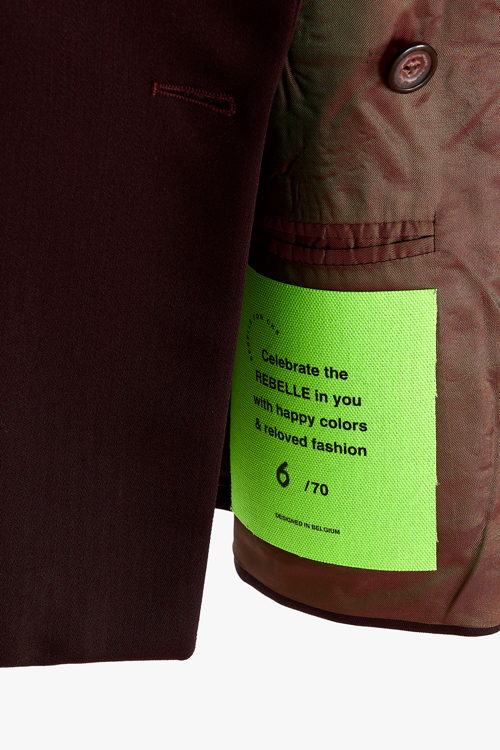 Celebrate the
REBELLE in you
with happy colors
& reloved fashion
6 /70
DESIGNED IN BELGIUM